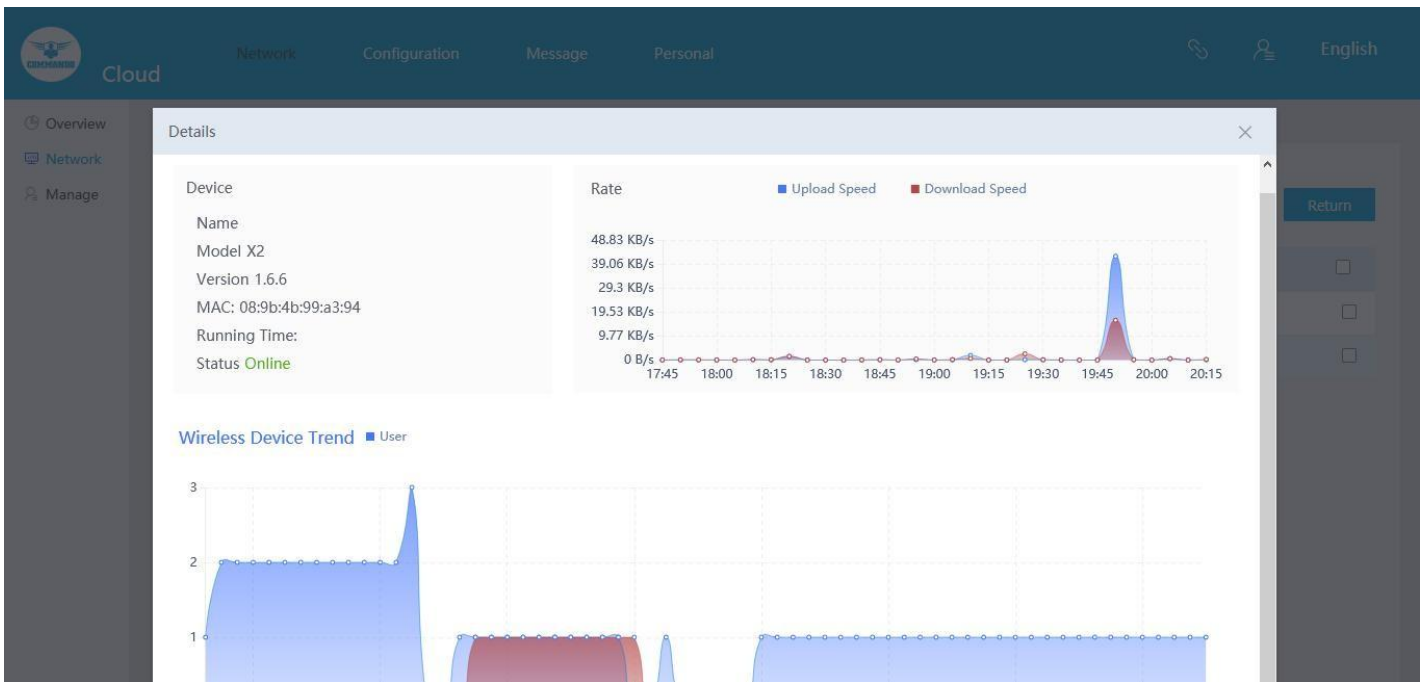 COMMANDO
Cloud
Network
Configuration
Message
Personal
English
Overview
Network
Manage
Details
Return
Device
Name
Model X2
Version 1.6.6
MAC: 08:9b:4b:99:a3:94
Running Time:
Status Online
Rate
Upload Speed
Download Speed
48.83 KB/s
39.06 KB/s
29.3 KB/s
19.53 KB/s
9.77 KB/s
0 B/s
17:45 18:00 18:15 18:30 18:45 19:00 19:15 19:30 19:45 20:00 20:15
Wireless Device Trend User
3
2
1